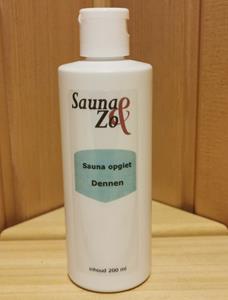 Sauna
& Zo
Sauna opgiet
Dennen
inhoud 200 ml